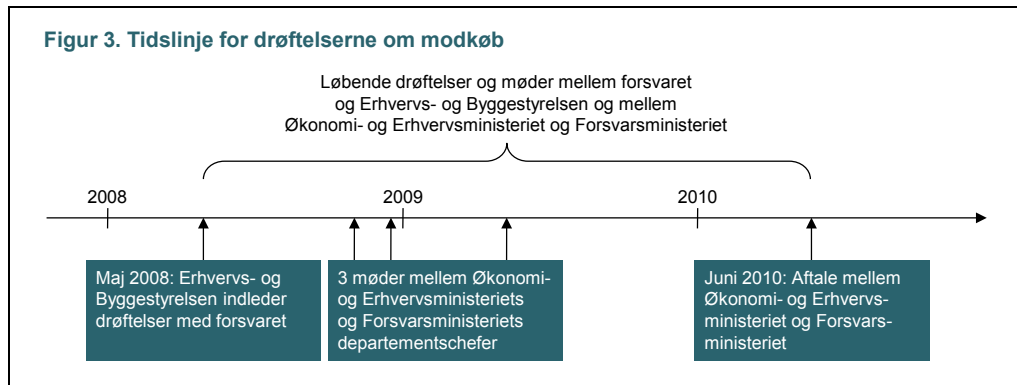 Figur 3. Tidslinje for drøftelserne om modkøb
Løbende drøftelser og møder mellem forsvaret
og Erhvervs- og Byggestyrelsen og mellem
Økonomi- og Erhvervsministeriet og Forsvarsministeriet
2008
2009
2010
Maj 2008: Erhvervs- og
Byggestyrelsen indleder
drøftelser med forsvaret
3 møder mellem Økonomi-
og Erhvervsministeriets
og Forsvarsministeriets
departementschefer
Juni 2010: Aftale mellem
Økonomi- og Erhvervs-
ministeriet og Forsvars-
ministeriet